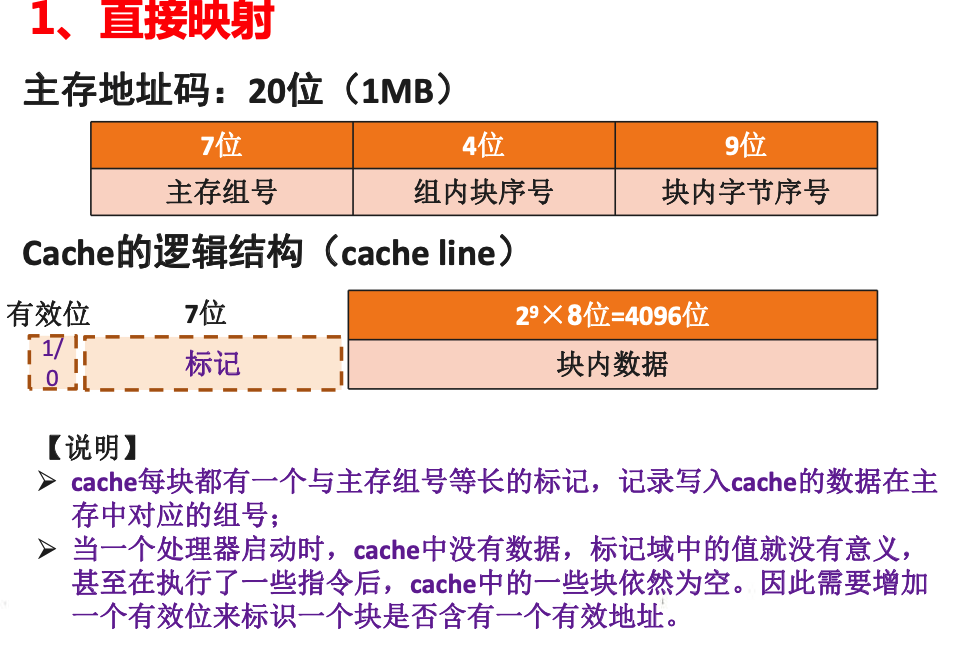 1、直接映射
主存地址码：20位（1MB）
7位 4位 9位
主存组号 组内块序号 块内字节序号
Cache的逻辑结构（cache line）
有效位 7位 2⁹×8位=4096位
1/
0
标记 块内数据
【说明】
➢ cache每块都有一个与主存组号等长的标记，记录写入cache的数据在主
存中对应的组号；
➢ 当一个处理器启动时，cache中没有数据，标记域中的值就没有意义，
甚至在执行了一些指令后，cache中的一些块依然为空。因此需要增加
一个有效位来标识一个块是否含有一个有效地址。